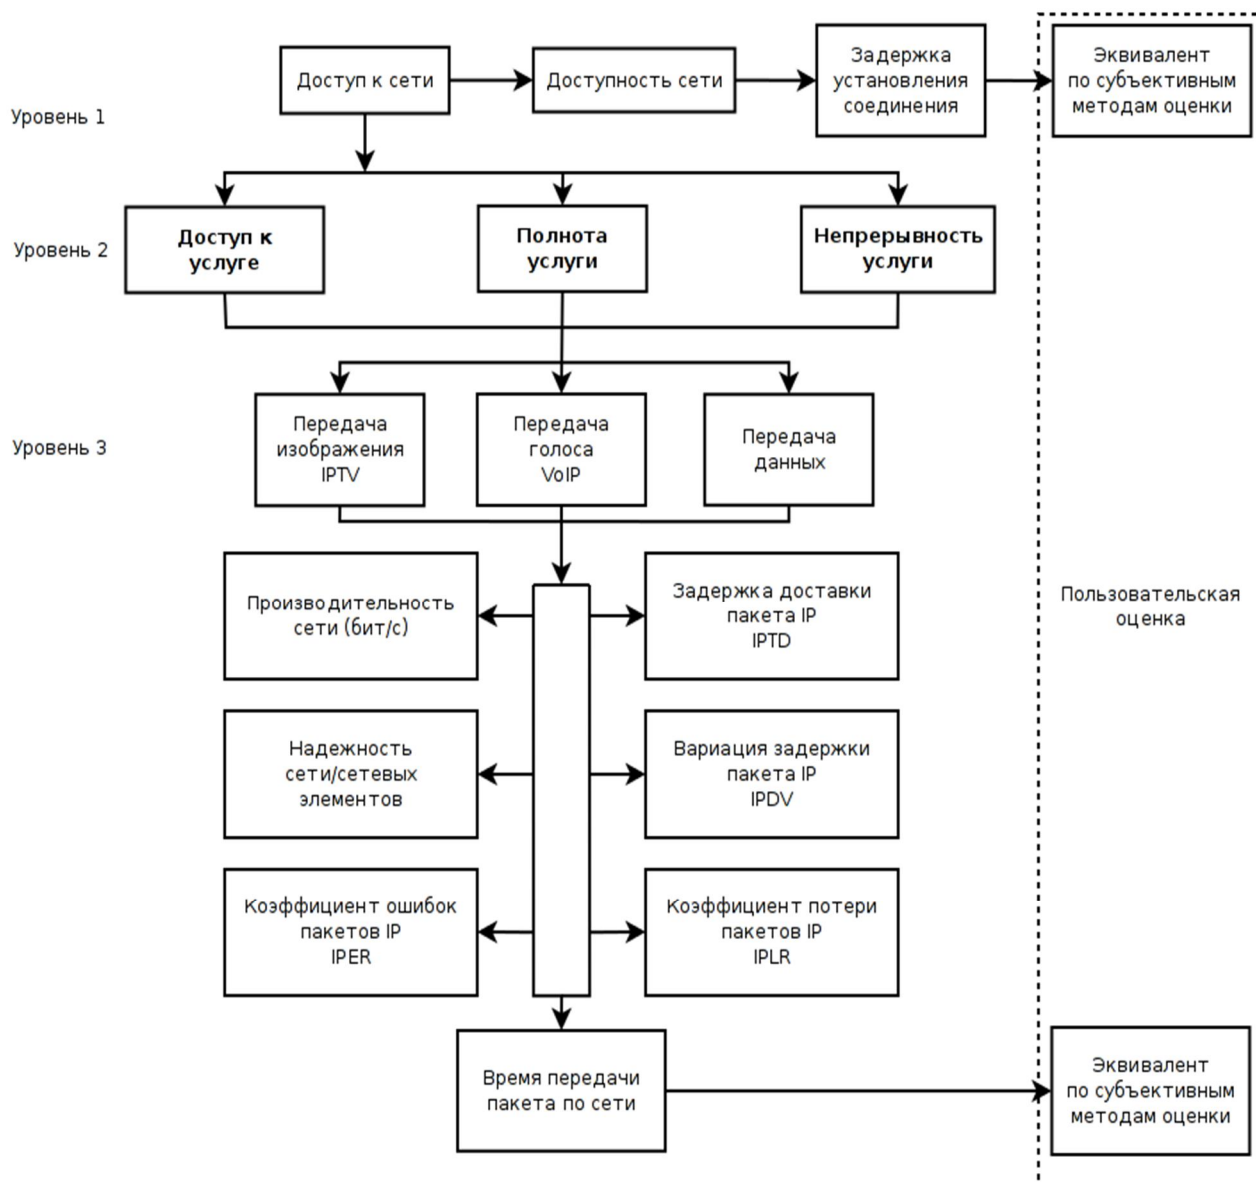 Доступ к сети
Доступность сети
Задержка
установления
соединения
Эквивалент
по субъективным
методам оценки
Уровень 1
Уровень 2
Доступ к
услуге
Полнота
услуги
Непрерывность
услуги
Уровень 3
Передача
изображения
IPTV
Передача
голоса
VoIP
Передача
данных
Производительность
сети (бит/с)
Задержка доставки
пакета IP
IPTD
Пользовательская
оценка
Надежность
сети/сетевых
элементов
Вариация задержки
пакета IP
IPDV
Коэффициент ошибок
пакетов IP
IPER
Коэффициент потери
пакетов IP
IPLR
Время передачи
пакета по сети
Эквивалент
по субъективным
методам оценки